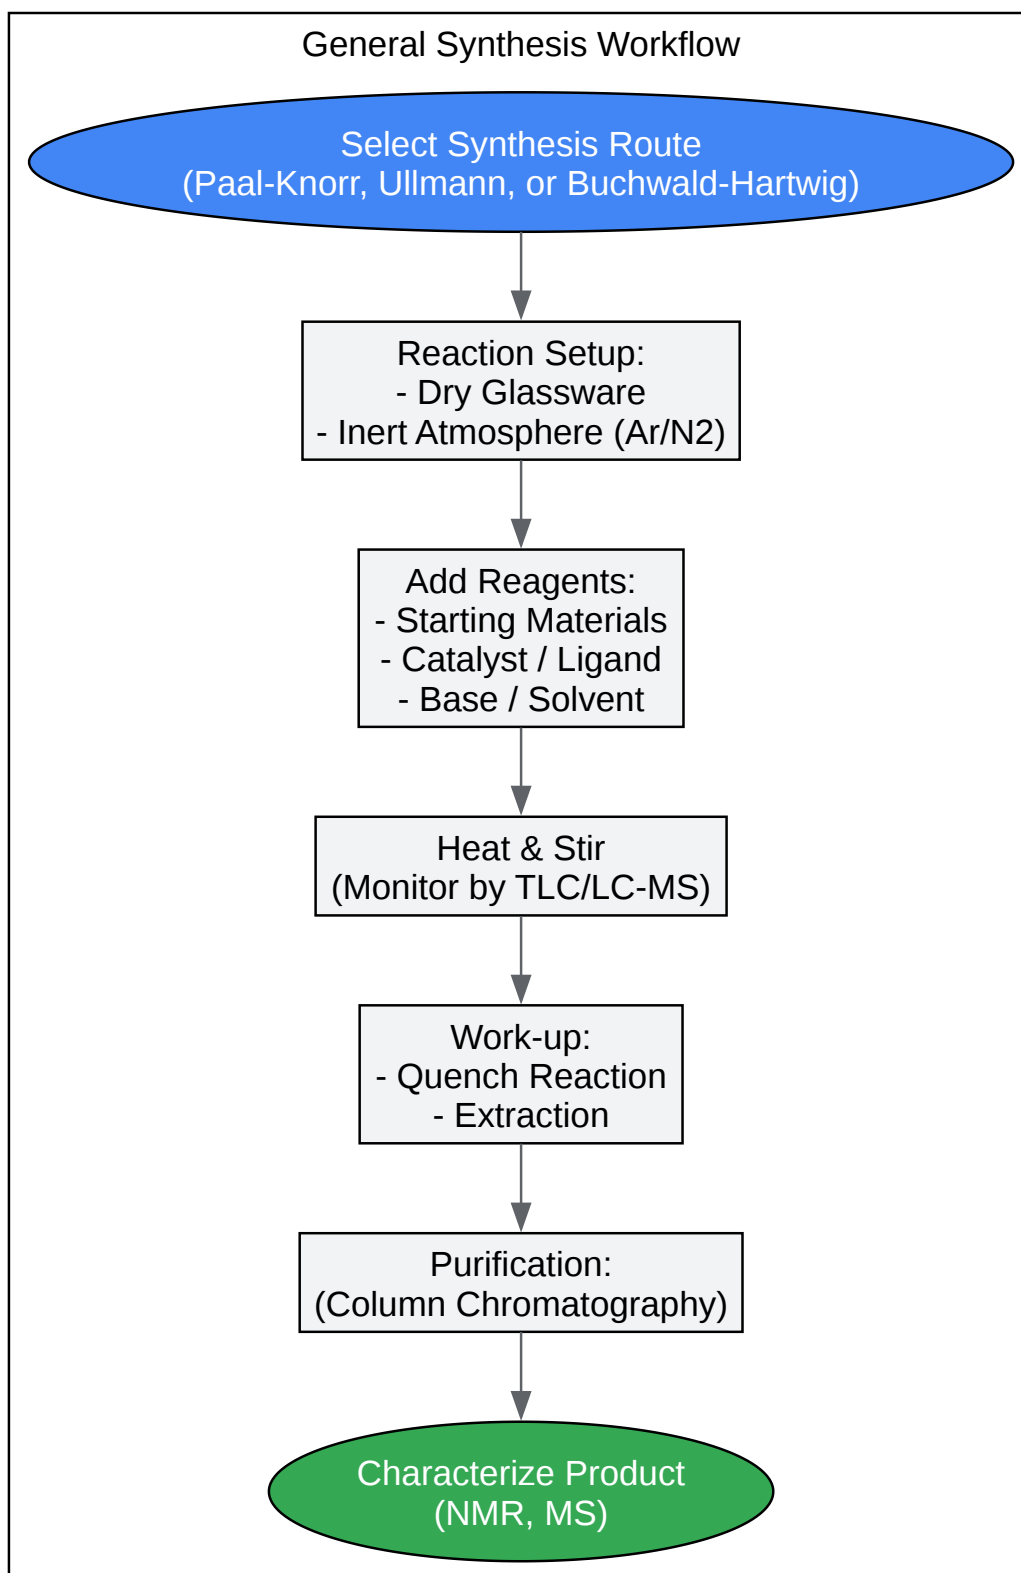 General Synthesis Workflow
Select Synthesis Route
(Paal-Knorr, Ullmann, or Buchwald-Hartwig)
Reaction Setup:
- Dry Glassware
- Inert Atmosphere (Ar/N2)
Add Reagents:
- Starting Materials
- Catalyst / Ligand
- Base / Solvent
Heat & Stir
(Monitor by TLC/LC-MS)
Work-up:
- Quench Reaction
- Extraction
Purification:
(Column Chromatography)
Characterize Product
(NMR, MS)